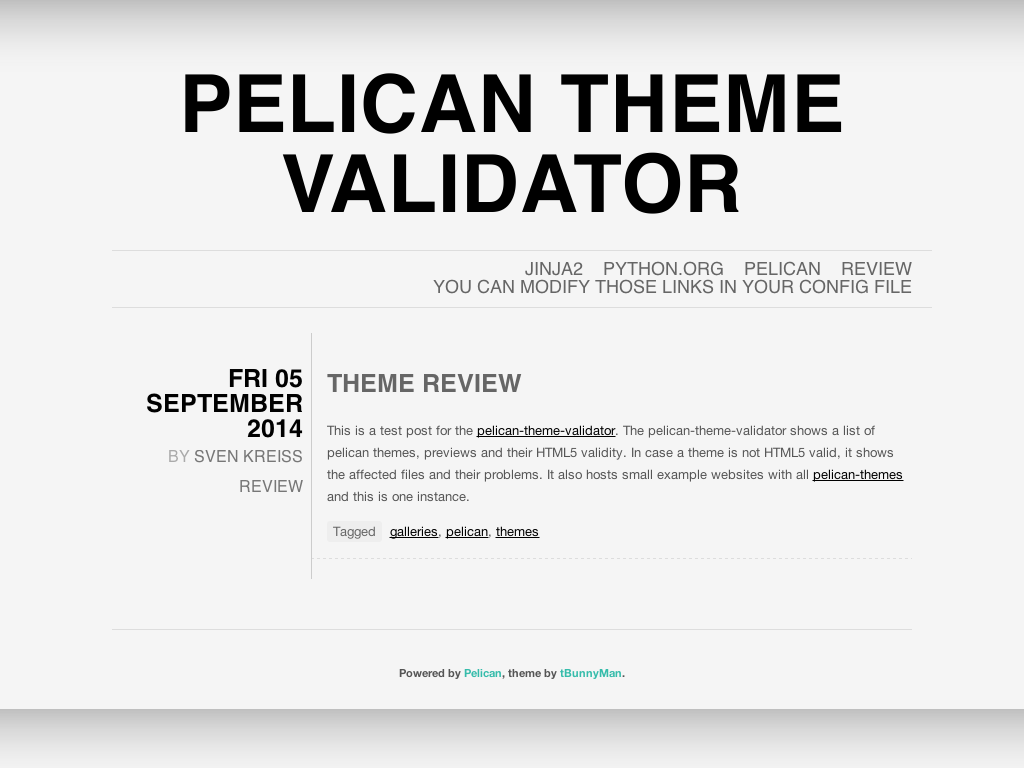 PELICAN THEME
VALIDATOR
JINJA2 PYTHON.ORG PELICAN REVIEW
YOU CAN MODIFY THOSE LINKS IN YOUR CONFIG FILE
FRI 05
SEPTEMBER
2014
BY SVEN KREISS
REVIEW
THEME REVIEW
This is a test post for the pelican-theme-validator. The pelican-theme-validator shows a list of
pelican themes, previews and their HTML5 validity. In case a theme is not HTML5 valid, it shows
the affected files and their problems. It also hosts small example websites with all pelican-themes
and this is one instance.
Tagged galleries, pelican, themes
Powered by Pelican, theme by tBunnyMan.